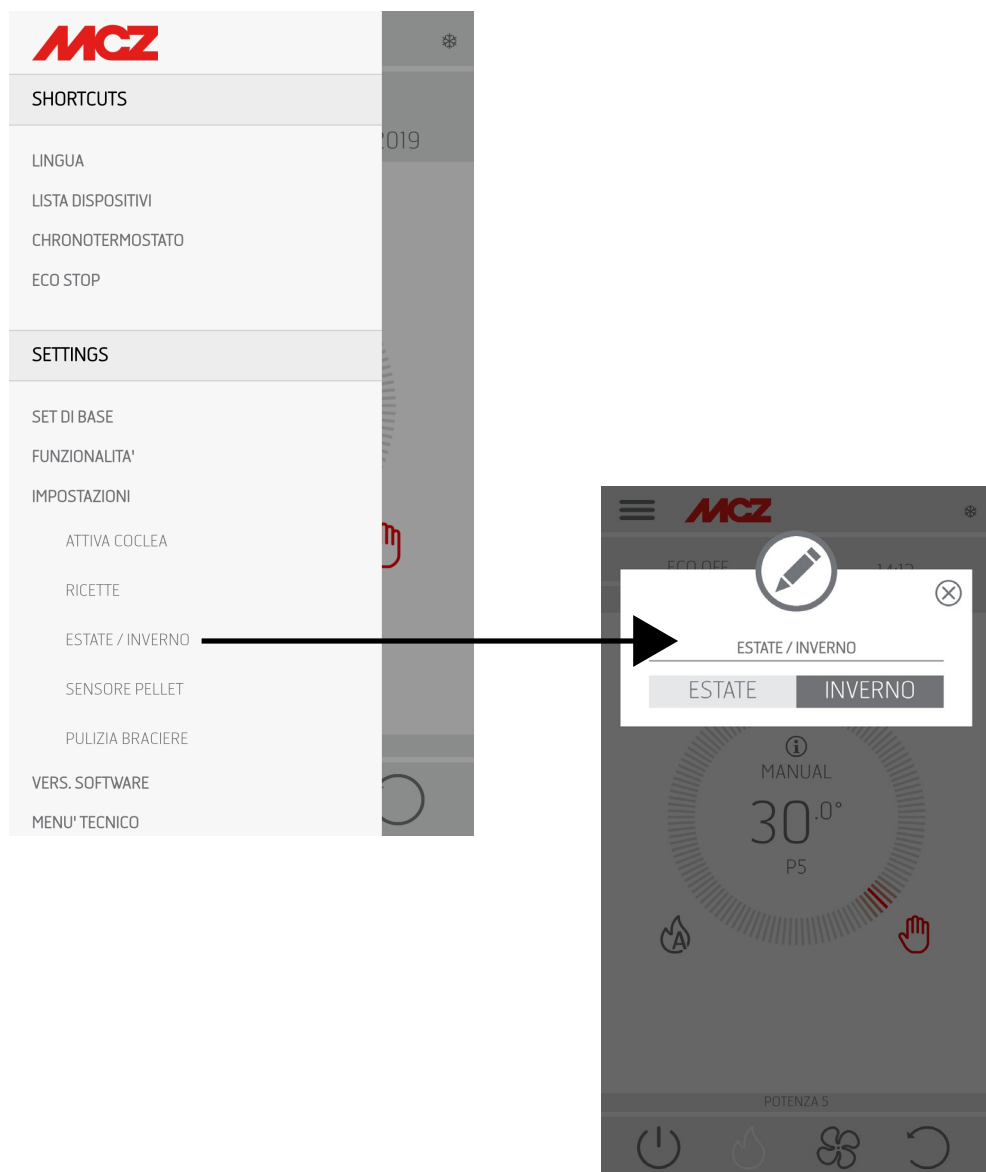 MCZ
SHORTCUTS
2019
LINGUA
LISTA DISPOSITIVI
CHRONOTERMOSTATO
ECO STOP
SETTINGS
SET DI BASE
FUNZIONALITA'
IMPOSTAZIONI
ATTIVA COCLEA
RICETTE
ESTATE / INVERNO
SENSORE PELLET
PULIZIA BRACIERE
VERS. SOFTWARE
MENU' TECNICO
MCZ
ECO OFF
ESTATE / INVERNO
ESTATE INVERNO
MANUAL
30.0°
P5
A
POTENZA 5